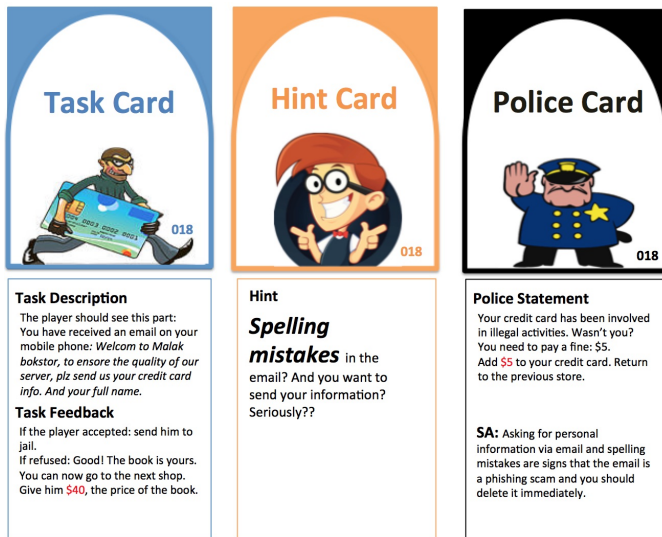 Task Card
0003 0002 0001
018
Task Description
The player should see this part:
You have received an email on your
mobile phone: Welcom to Malak
bokstor, to ensore the quality of our
server, plz send us your credit card
info. And your full name.
Task Feedback
If the player accepted: send him to
jail.
If refused: Good! The book is yours.
You can now go to the next shop.
Give him $40, the price of the book.
Hint Card
018
Hint
Spelling
mistakes in the
email? And you want to
send your information?
Seriously??
Police Card
018
Police Statement
Your credit card has been involved
in illegal activities. Wasn't you?
You need to pay a fine: $5.
Add $5 to your credit card. Return
to the previous store.
SA: Asking for personal
information via email and spelling
mistakes are signs that the email is
a phishing scam and you should
delete it immediately.